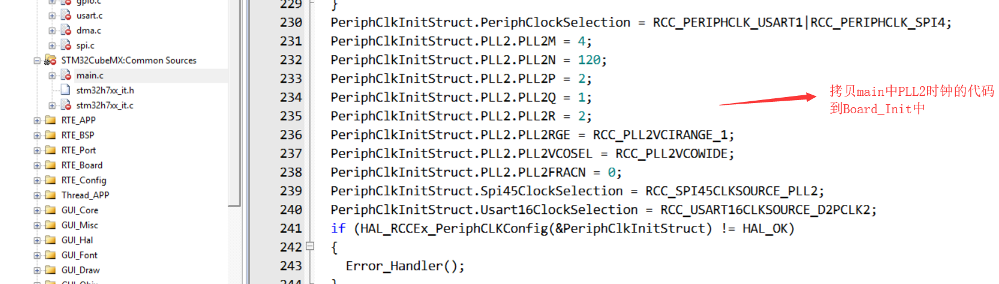 gpio.c
usart.c
dma.c
spi.c
STM32CubeMX:Common Sources
main.c
stm32h7xx_it.h
stm32h7xx_it.c
RTE_APP
RTE_BSP
RTE_Port
RTE_Board
RTE_Config
Thread_APP
GUI_Core
GUI_Misc
GUI_Hal
GUI_Font
GUI_Draw
229 }
230 PeriphClkInitStruct.PeriphClockSelection = RCC_PERIPHCLK_USART1|RCC_PERIPHCLK_SPI4;
231 PeriphClkInitStruct.PLL2.PLL2M = 4;
232 PeriphClkInitStruct.PLL2.PLL2N = 120;
233 PeriphClkInitStruct.PLL2.PLL2P = 2;
234 PeriphClkInitStruct.PLL2.PLL2Q = 1;
235 PeriphClkInitStruct.PLL2.PLL2R = 2;
236 PeriphClkInitStruct.PLL2.PLL2RGE = RCC_PLL2VCIRANGE_1;
237 PeriphClkInitStruct.PLL2.PLL2VCOSEL = RCC_PLL2VCOWIDE;
238 PeriphClkInitStruct.PLL2.PLL2FRACN = 0;
239 PeriphClkInitStruct.Spi45ClockSelection = RCC_SPI45CLKSOURCE_PLL2;
240 PeriphClkInitStruct.Usart16ClockSelection = RCC_USART16CLKSOURCE_D2PCLK2;
241 if (HAL_RCCEx_PeriphCLKConfig(&PeriphClkInitStruct) != HAL_OK)
242 {
243 Error_Handler();
244 }
拷贝main中PLL2时钟的代码
到Board_Init中